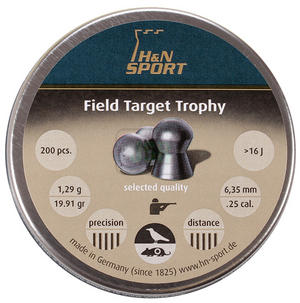 H&N
SPORT
Field Target Trophy
200 pcs.
>16 J
selected quality
1,29 g
19.91 gr
6,35 mm
.25 cal.
precision
distance
made in Germany (since 1825) www.hn-sport.de